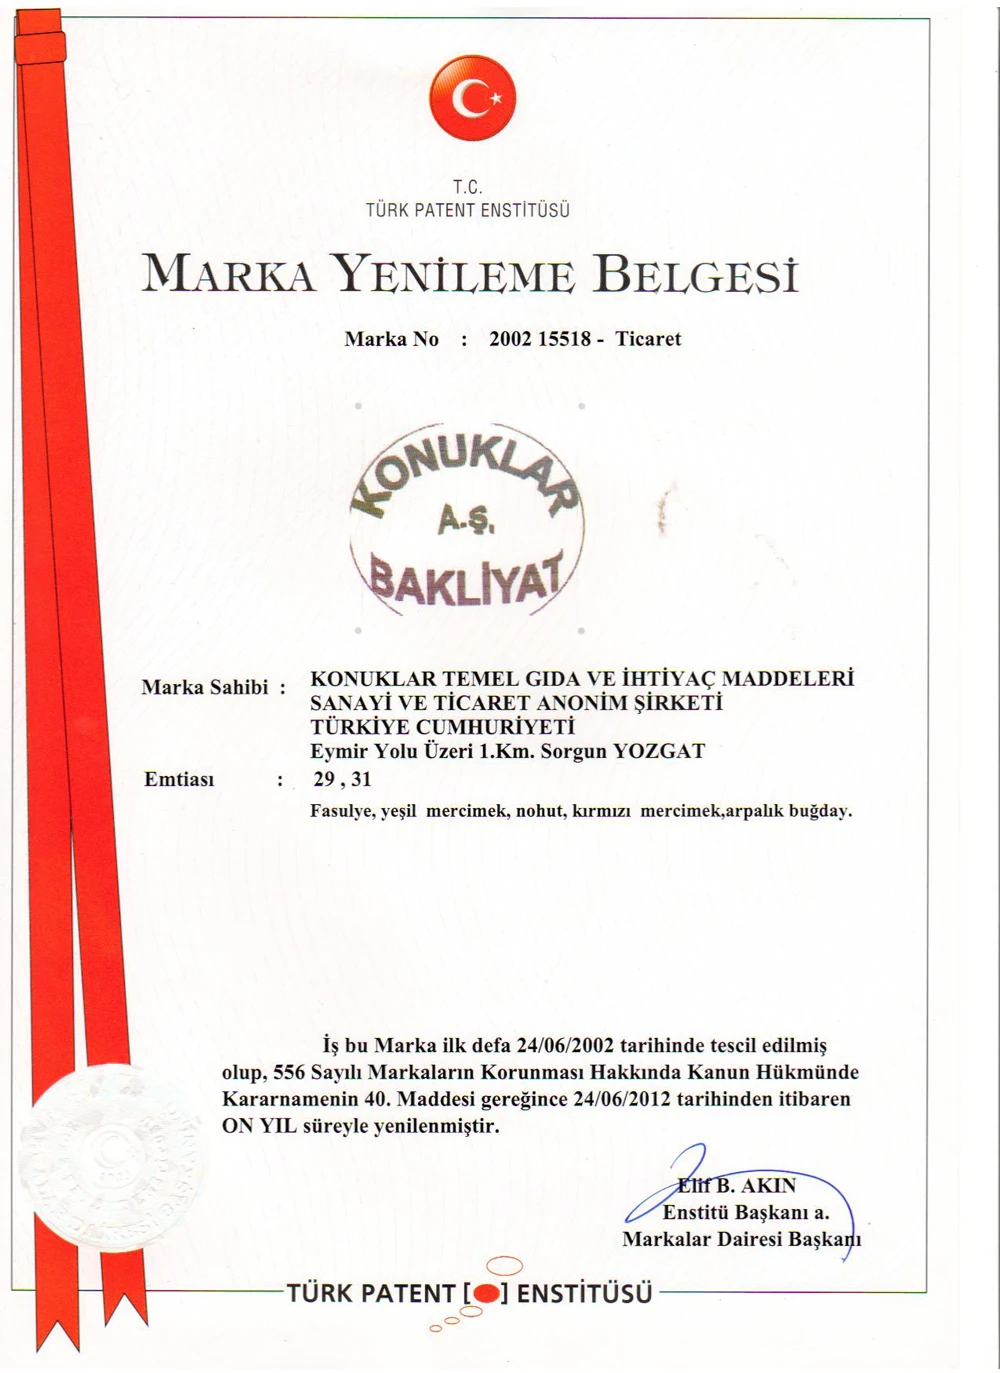 T.C.
TÜRK PATENT ENSTİTÜSÜ
MARKA YENİLEME BELGESİ
Marka No : 2002 15518 - Ticaret
KONUKLAR
A.Ş.
BAKLİYAT
Marka Sahibi : KONUKLAR TEMEL GIDA VE İHTİYAÇ MADDELERİ
SANAYİ VE TİCARET ANONİM ŞİRKETİ
TÜRKİYE CUMHURİYETİ
Eymir Yolu Üzeri 1.Km. Sorgun YOZGAT
Emtiası : 29 , 31
Fasulye, yeşil mercimek, nohut, kırmızı mercimek,arpalık buğday.
İş bu Marka ilk defa 24/06/2002 tarihinde tescil edilmiş
olup, 556 Sayılı Markaların Korunması Hakkında Kanun Hükmünde
Kararnamenin 40. Maddesi gereğince 24/06/2012 tarihinden itibaren
ON YIL süreyle yenilenmiştir.
Elif B. AKIN
Enstitü Başkanı a.
Markalar Dairesi Başkanı
TÜRK PATENT [ ] ENSTİTÜSÜ